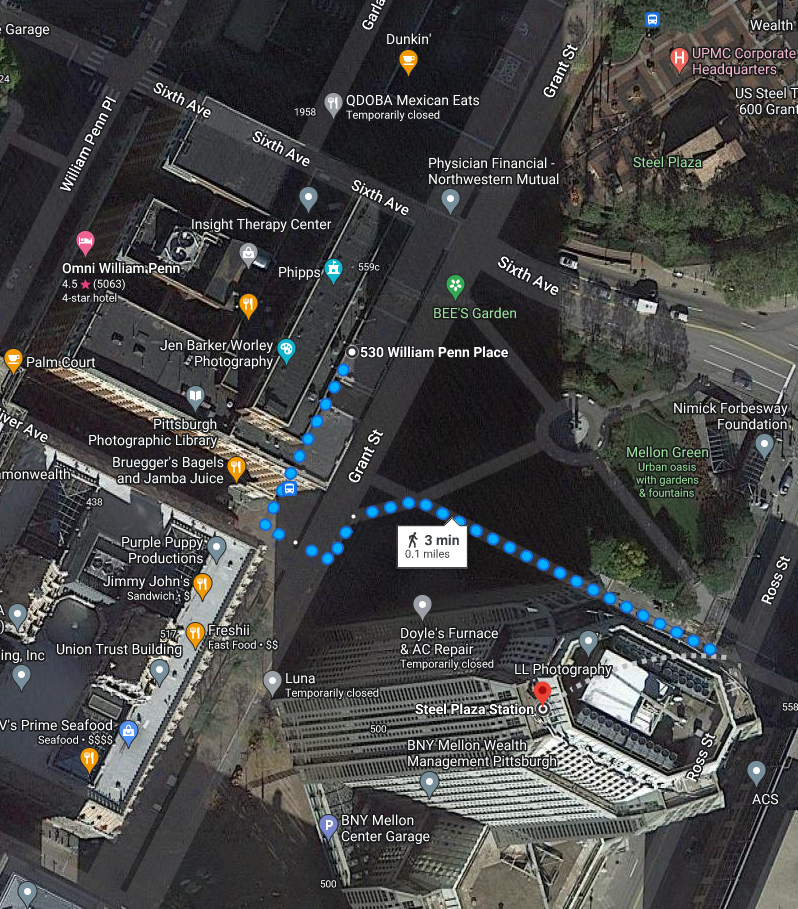 Garage
Garla
Dunkin'
Grant St
Wealth
UPMC Corporate
Headquarters
24
Sixth Ave
1958
QDOBA Mexican Eats
Temporarily closed
US Steel T
600 Grant
William Penn Pl
Sixth Ave
Physician Financial -
Northwestern Mutual
Steel Plaza
Sixth Ave
Insight Therapy Center
Omni William Penn
4.5 ★ (5063)
4-star hotel
Phipps
559c
Sixth Ave
BEE'S Garden
Jen Barker Worley
Photography
530 William Penn Place
Palm Court
Pittsburgh
Photographic Library
Nimick Forbesway
Foundation
iver Ave
Grant St
Mellon Green
Urban oasis
with gardens
& fountains
Bruegger's Bagels
and Jamba Juice
mmonwealth
438
Purple Puppy
Productions
3 min
0.1 miles
Ross St
Jimmy John's
Sandwich · $
A
)
517
Freshii
Fast Food · $$
Doyle's Furnace
& AC Repair
Temporarily closed
ing, Inc
Union Trust Building
LL Photography
Luna
Temporarily closed
Steel Plaza Station
558
V's Prime Seafood
Seafood · $$$$
500
BNY Mellon Wealth
Management Pittsburgh
Ross St
ACS
P
BNY Mellon
Center Garage
500